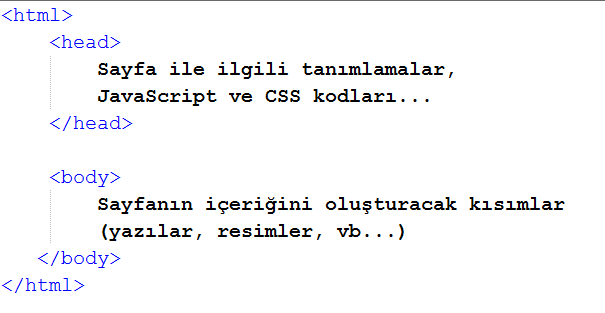 <html>
<head>
Sayfa ile ilgili tanımlamalar,
JavaScript ve CSS kodları...
</head>
<body>
Sayfanın içeriğini oluşturacak kısımlar
(yazılar, resimler, vb...)
</body>
</html>